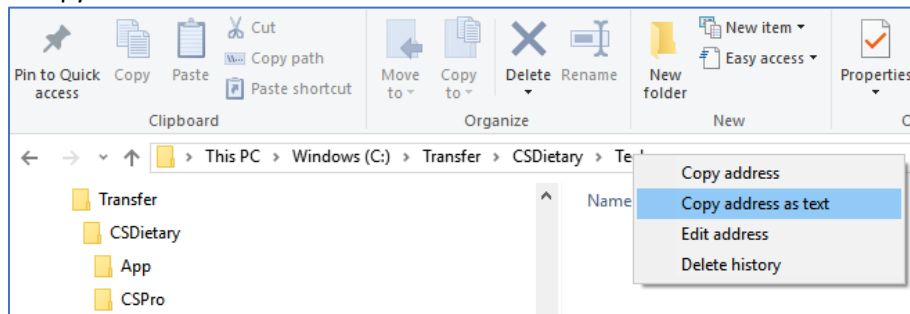 Cut
New item
Pin to Quick access
Copy
Paste
Copy path
Paste shortcut
Move to
Copy to
Delete
Rename
New folder
Easy access
Properties
Clipboard
Organize
New
← → ↑ > This PC > Windows (C:) > Transfer > CSDietary >
Copy address
Transfer
Name
Copy address as text
CSDietary
Edit address
App
Delete history
CSPro